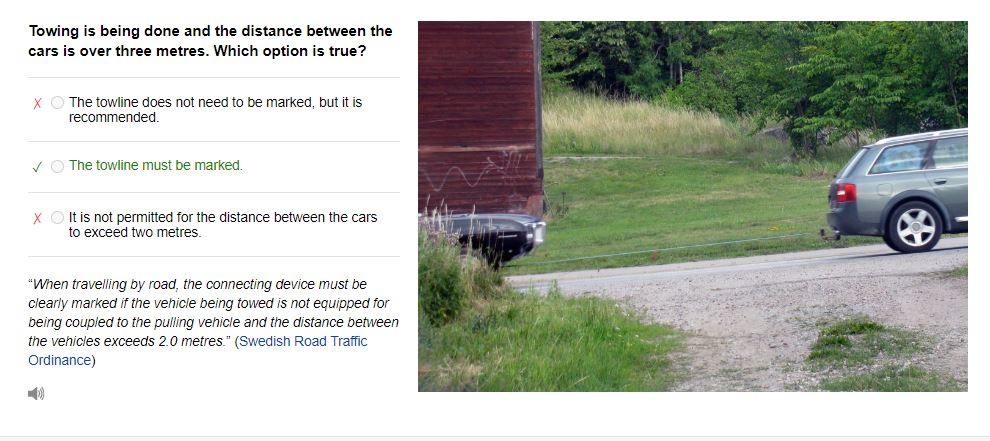 Towing is being done and the distance between the
cars is over three metres. Which option is true?
The towline does not need to be marked, but it is
recommended.
The towline must be marked.
It is not permitted for the distance between the cars
to exceed two metres.
“When travelling by road, the connecting device must be
clearly marked if the vehicle being towed is not equipped for
being coupled to the pulling vehicle and the distance between
the vehicles exceeds 2.0 metres.” (Swedish Road Traffic
Ordinance)